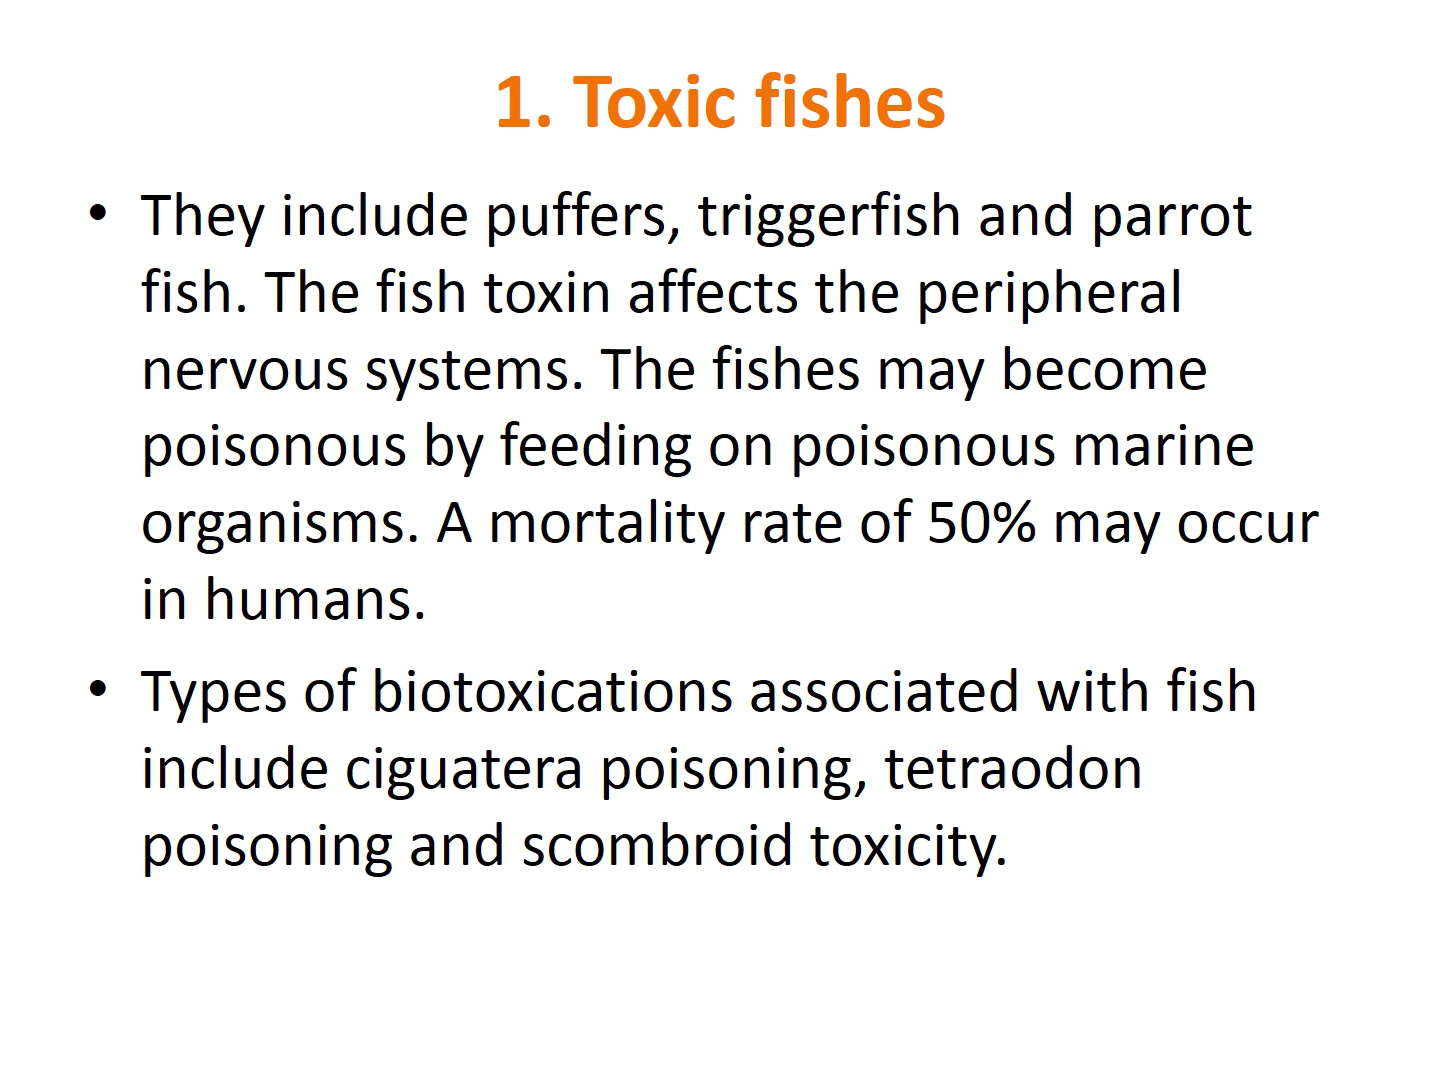 1. Toxic fishes
• They include puffers, triggerfish and parrot
fish. The fish toxin affects the peripheral
nervous systems. The fishes may become
poisonous by feeding on poisonous marine
organisms. A mortality rate of 50% may occur
in humans.
• Types of biotoxications associated with fish
include ciguatera poisoning, tetraodon
poisoning and scombroid toxicity.